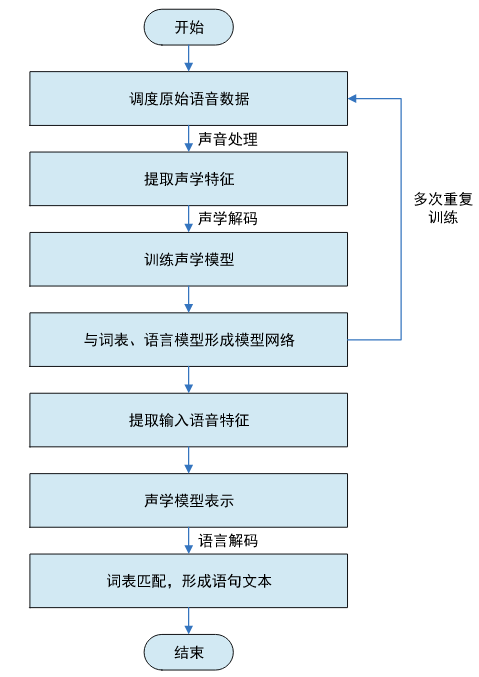 开始
调度原始语音数据
声音处理
提取声学特征
声学解码
训练声学模型
与词表、语言模型形成模型网络
多次重复
训练
提取输入语音特征
声学模型表示
语言解码
词表匹配，形成语句文本
结束